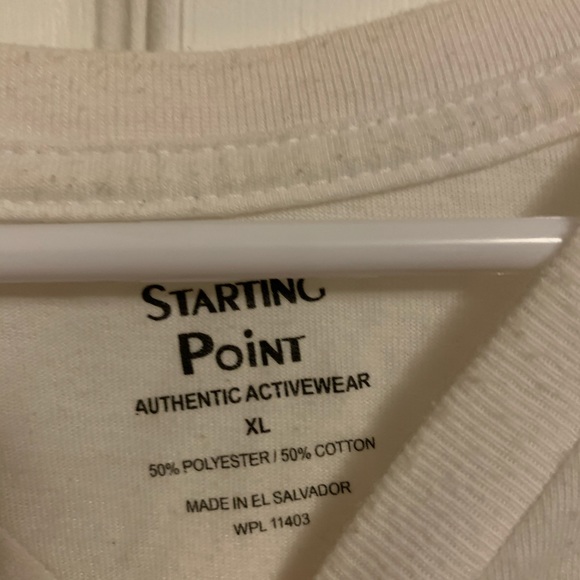 STARTING
POiNT
AUTHENTIC ACTIVEWEAR
XL
50% POLYESTER / 50% COTTON
MADE IN EL SALVADOR
WPL 11403